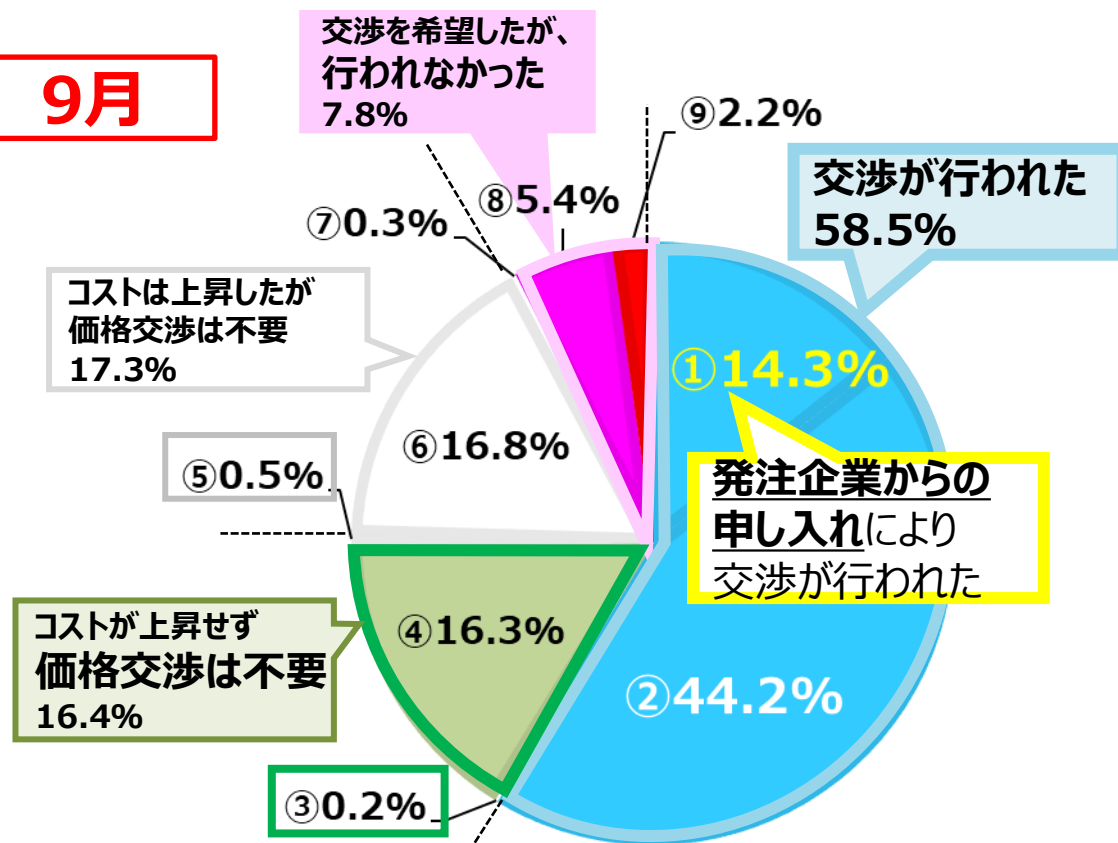 9月
交渉を希望したが、
行われなかった
7.8%
⑨2.2%
⑧5.4%
⑦0.3%
交渉が行われた
58.5%
コストは上昇したが
価格交渉は不要
17.3%
①14.3%
発注企業からの
申し入れにより
交渉が行われた
⑥16.8%
⑤0.5%
コストが上昇せず
価格交渉は不要
16.4%
④16.3%
②44.2%
③0.2%